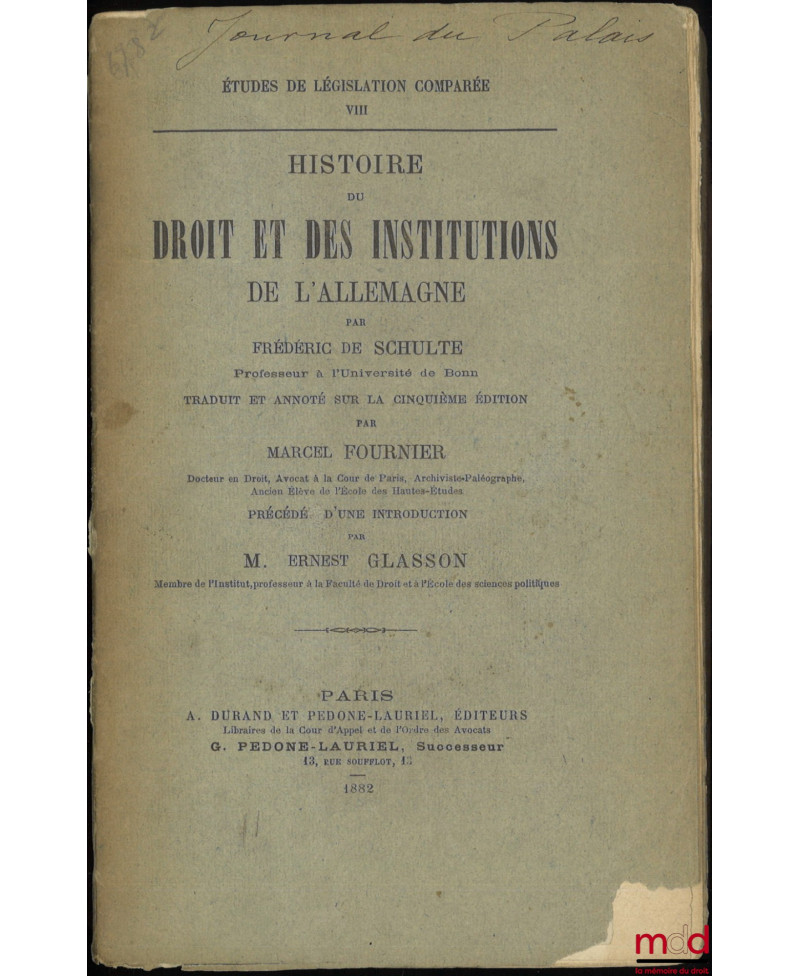 Journal du Palais
ÉTUDES DE LÉGISLATION COMPARÉE
VIII
HISTOIRE
DU
DROIT ET DES INSTITUTIONS
DE L'ALLEMAGNE
PAR
FRÉDÉRIC DE SCHULTE
Professeur à l'Université de Bonn
TRADUIT ET ANNOTÉ SUR LA CINQUIÈME ÉDITION
PAR
MARCEL FOURNIER
Docteur en Droit, Avocat à la Cour de Paris, Archiviste-Paléographe,
Ancien Élève de l'École des Hautes-Études
PRÉCÉDÉ D'UNE INTRODUCTION
PAR
M. ERNEST GLASSON
Membre de l'Institut, professeur à la Faculté de Droit et à l'École des sciences politiques
PARIS
A. DURAND ET PEDONE-LAURIEL, ÉDITEURS
Libraires de la Cour d'Appel et de l'Ordre des Avocats
G. PEDONE-LAURIEL, Successeur
13, RUE SOUFFLOT, 13
1882
mdd
la mémoire du droit